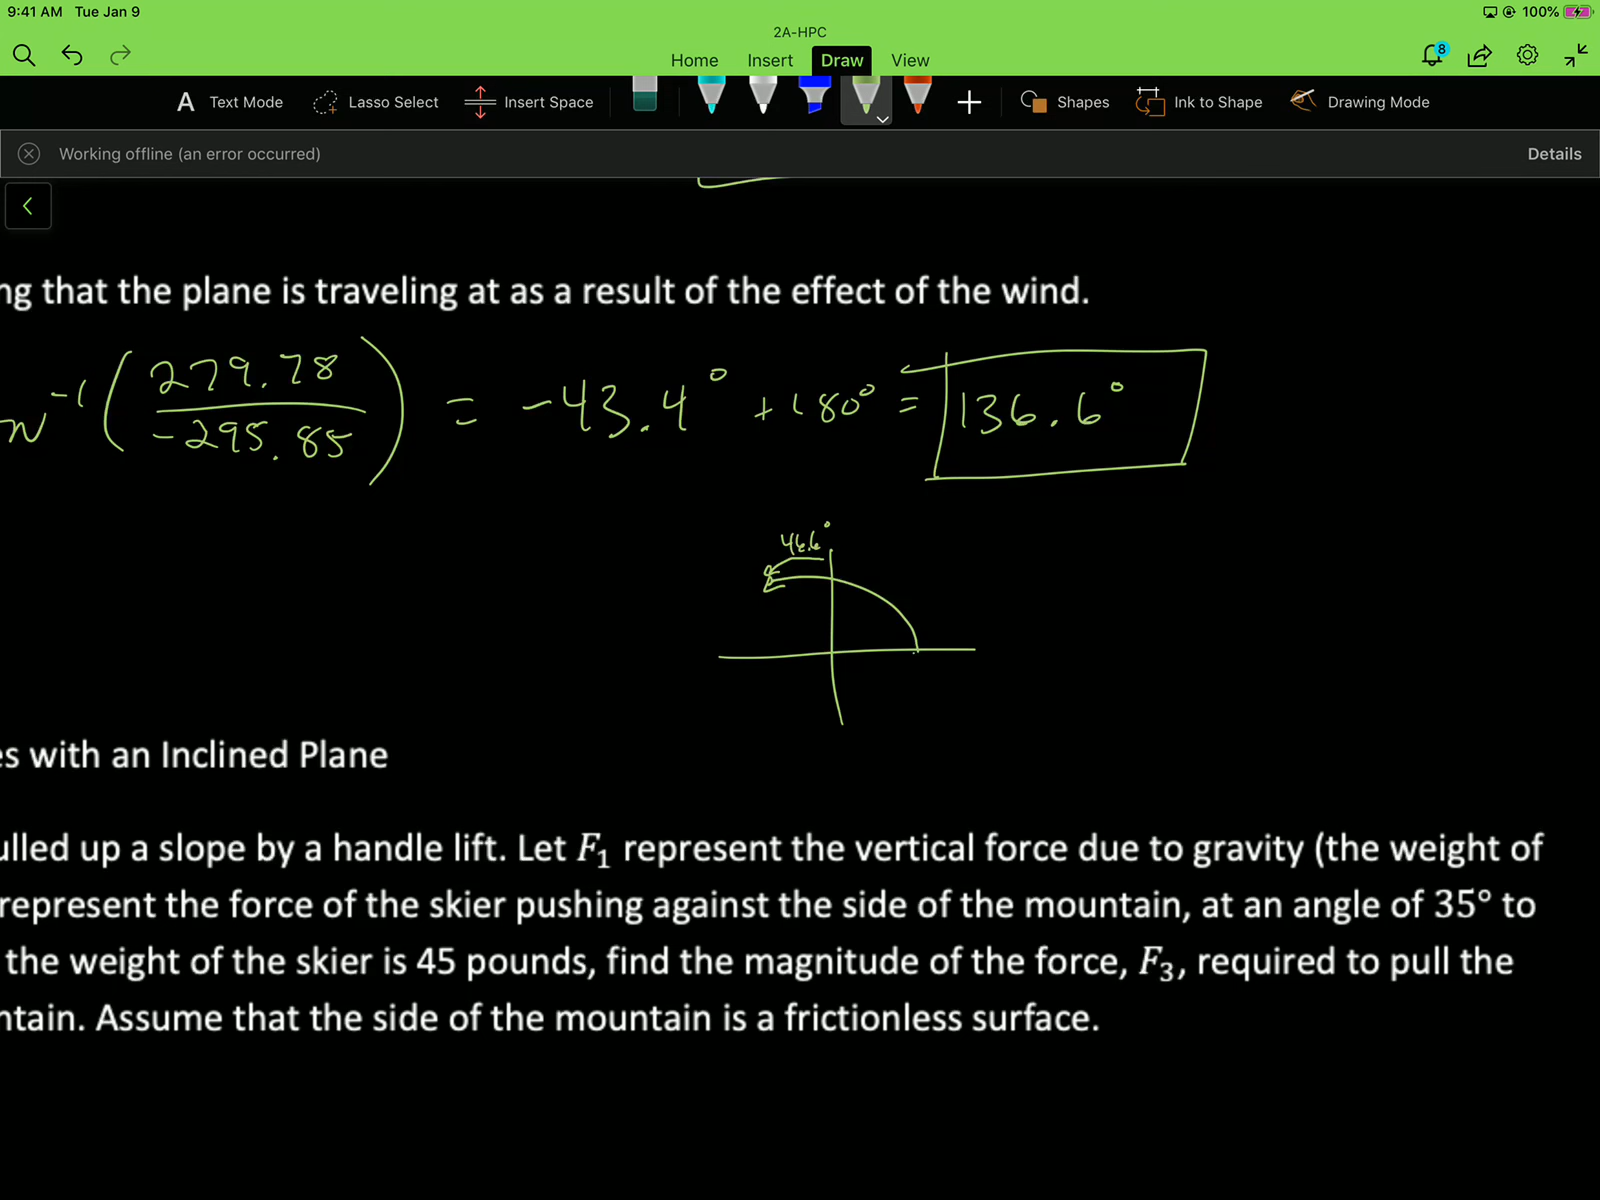 9:41 AM Tue Jan 9
100%
2A-HPC
Home Insert Draw View
8
A Text Mode Lasso Select Insert Space Shapes Ink to Shape Drawing Mode
Working offline (an error occurred) Details
ng that the plane is traveling at as a result of the effect of the wind.
n⁻¹(279.78/-295.85) = -43.4° +180° = 136.6°
46.6°
es with an Inclined Plane
ulled up a slope by a handle lift. Let F₁ represent the vertical force due to gravity (the weight of
represent the force of the skier pushing against the side of the mountain, at an angle of 35° to
the weight of the skier is 45 pounds, find the magnitude of the force, F₃, required to pull the
ntain. Assume that the side of the mountain is a frictionless surface.